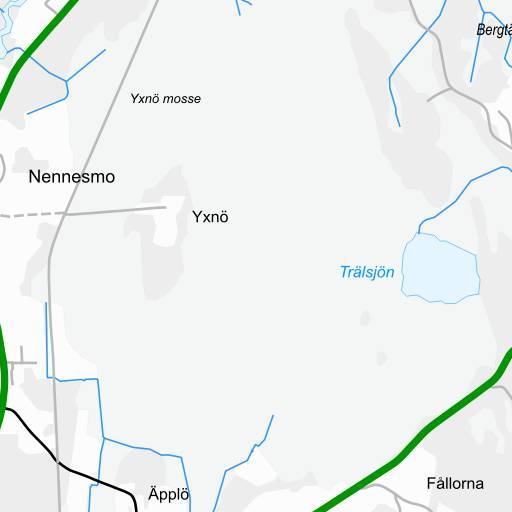 Yxnö mosse
Nennesmo
Yxnö
Trälsjön
Fållorna
Äpplö